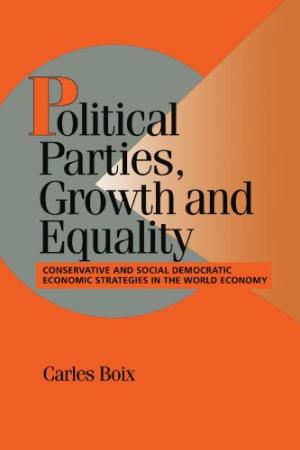 Political
Parties,
Growth and
Equality
CONSERVATIVE AND SOCIAL DEMOCRATIC
ECONOMIC STRATEGIES IN THE WORLD ECONOMY
Carles Boix